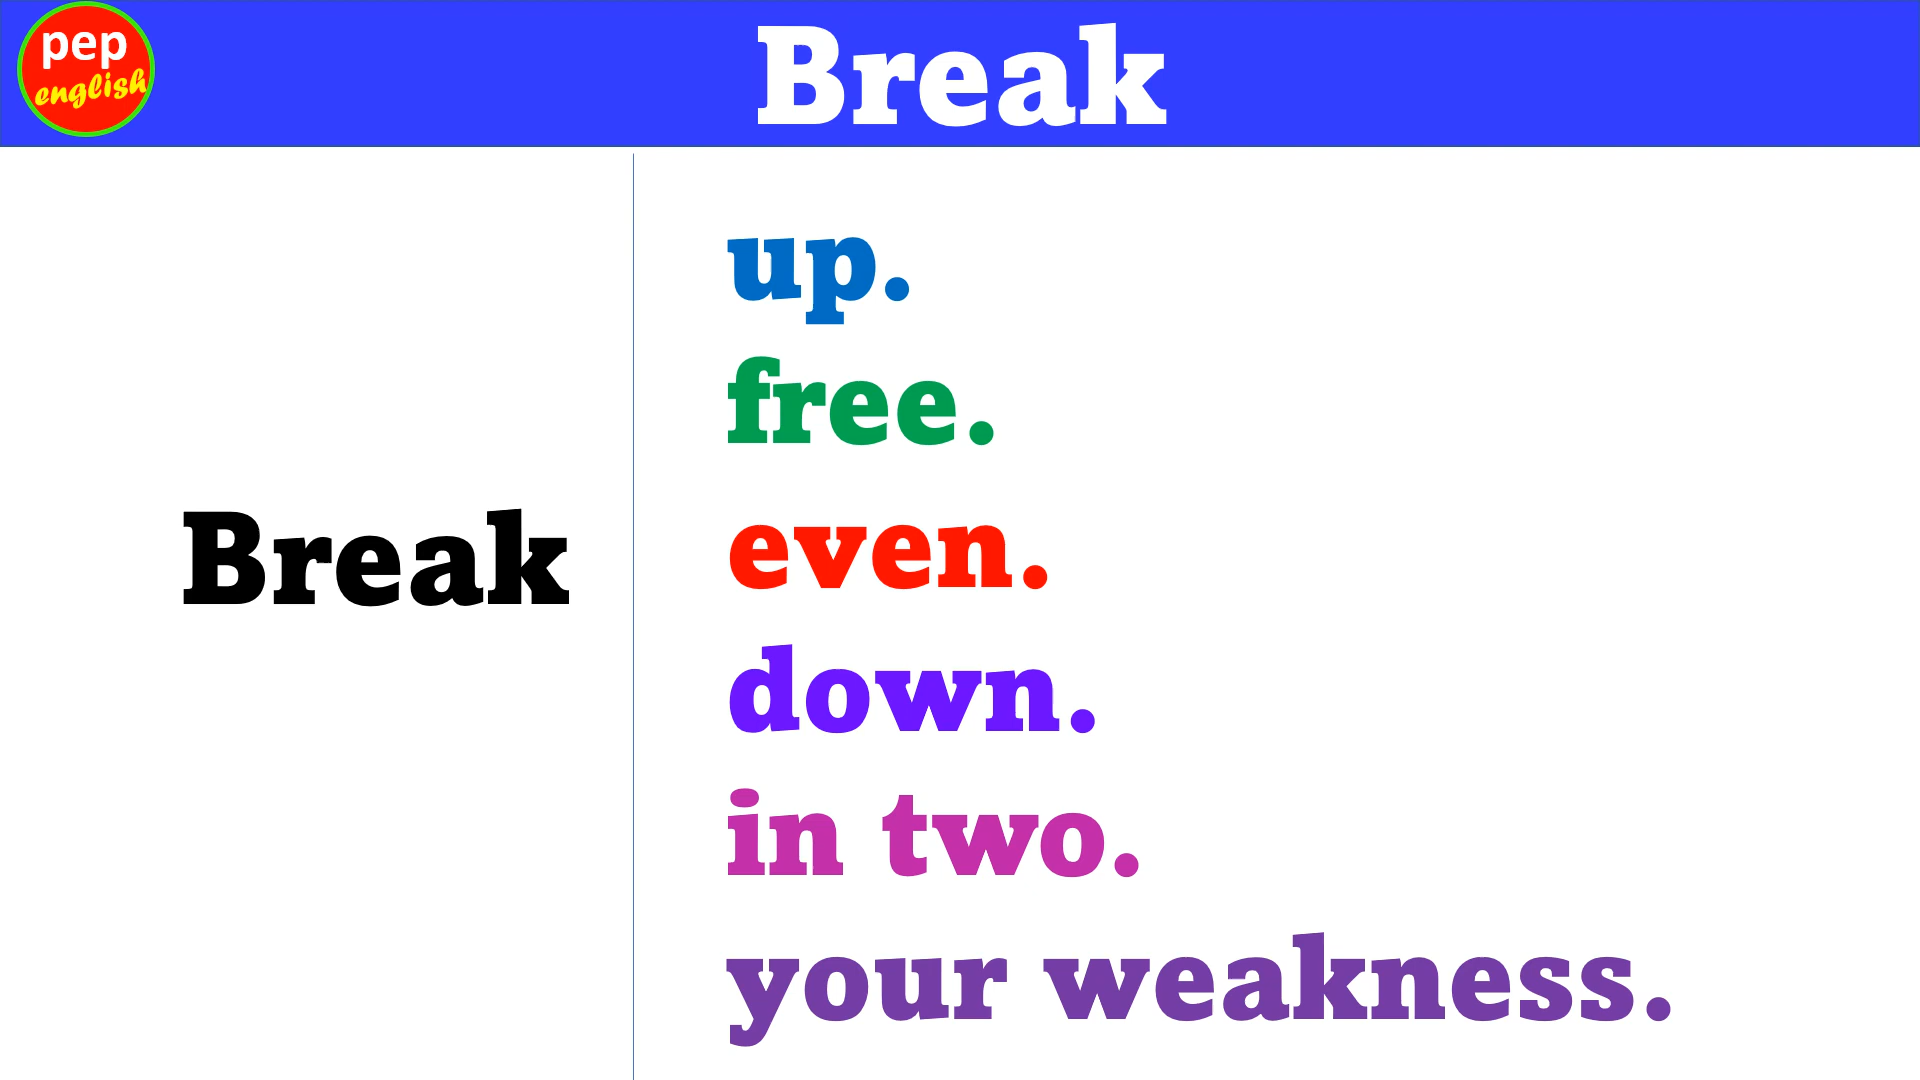 pep
english
Break
Break
up.
free.
even.
down.
in two.
your weakness.